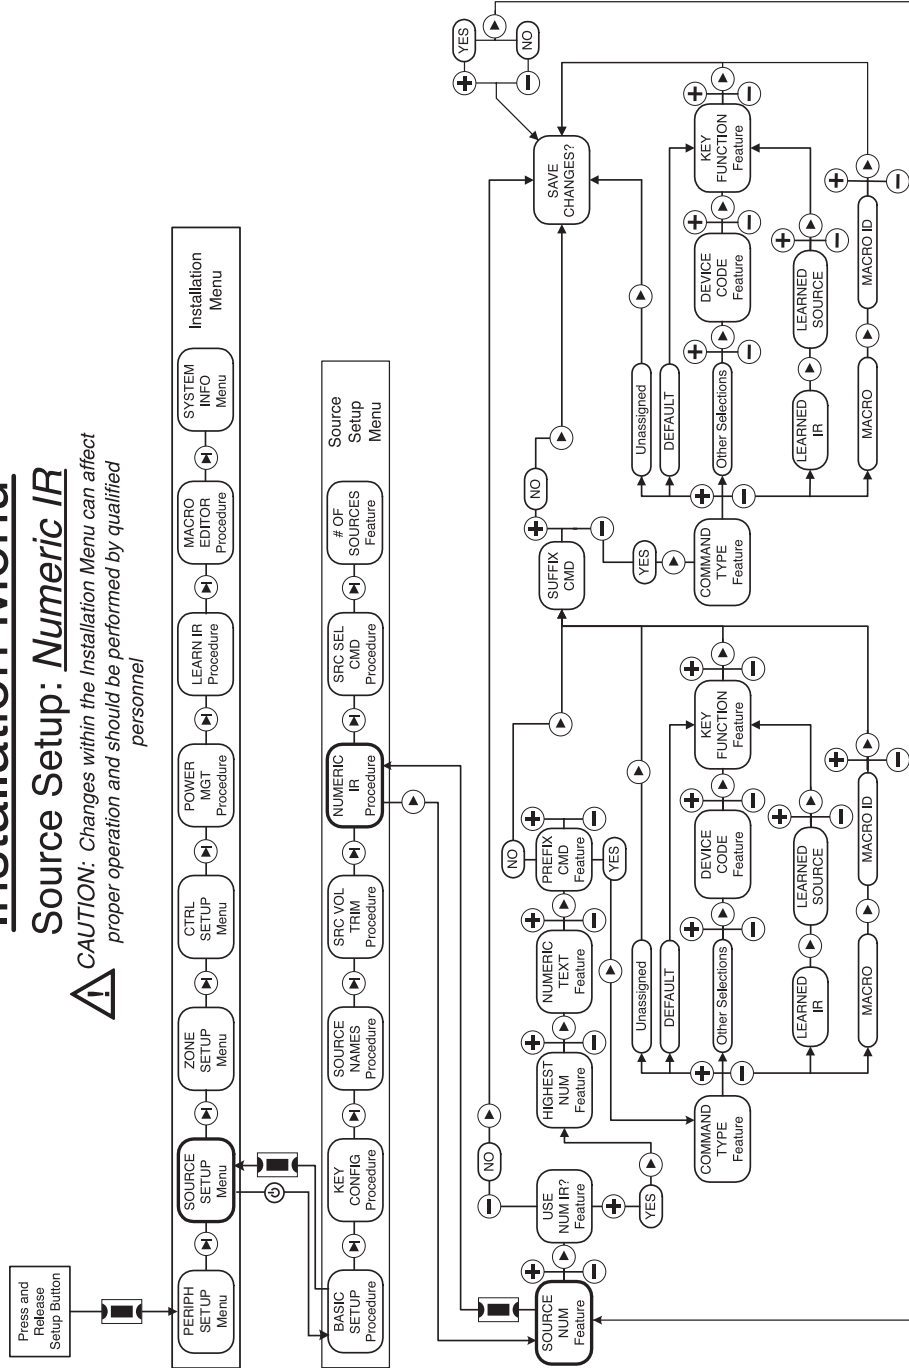 Installation Menu
Source Setup: Numeric IR
CAUTION: Changes within the Installation Menu can affect
proper operation and should be performed by qualified
personnel
Press and
Release
Setup Button
PERIPH
SETUP
Menu
SOURCE
SETUP
Menu
ZONE
SETUP
Menu
CTRL
SETUP
Menu
POWER
MGT
Procedure
LEARN IR
Procedure
MACRO
EDITOR
Procedure
SYSTEM
INFO
Menu
Installation
Menu
BASIC
SETUP
Procedure
KEY
CONFIG
Procedure
SOURCE
NAMES
Procedure
SRC VOL
TRIM
Procedure
NUMERIC
IR
Procedure
SRC SEL
CMD
Procedure
# OF
SOURCES
Feature
Source
Setup
Menu
SOURCE
NUM
Feature
USE
NUM IR?
Feature
NO
YES
HIGHEST
NUM
Feature
NUMERIC
TEXT
Feature
PREFIX
CMD
Feature
NO
YES
COMMAND
TYPE
Feature
Unassigned
DEFAULT
Other Selections
LEARNED
IR
MACRO
DEVICE
CODE
Feature
KEY
FUNCTION
Feature
LEARNED
SOURCE
MACRO ID
SUFFIX
CMD
NO
YES
COMMAND
TYPE
Feature
Unassigned
DEFAULT
Other Selections
LEARNED
IR
MACRO
DEVICE
CODE
Feature
KEY
FUNCTION
Feature
LEARNED
SOURCE
MACRO ID
SAVE
CHANGES?
YES
NO